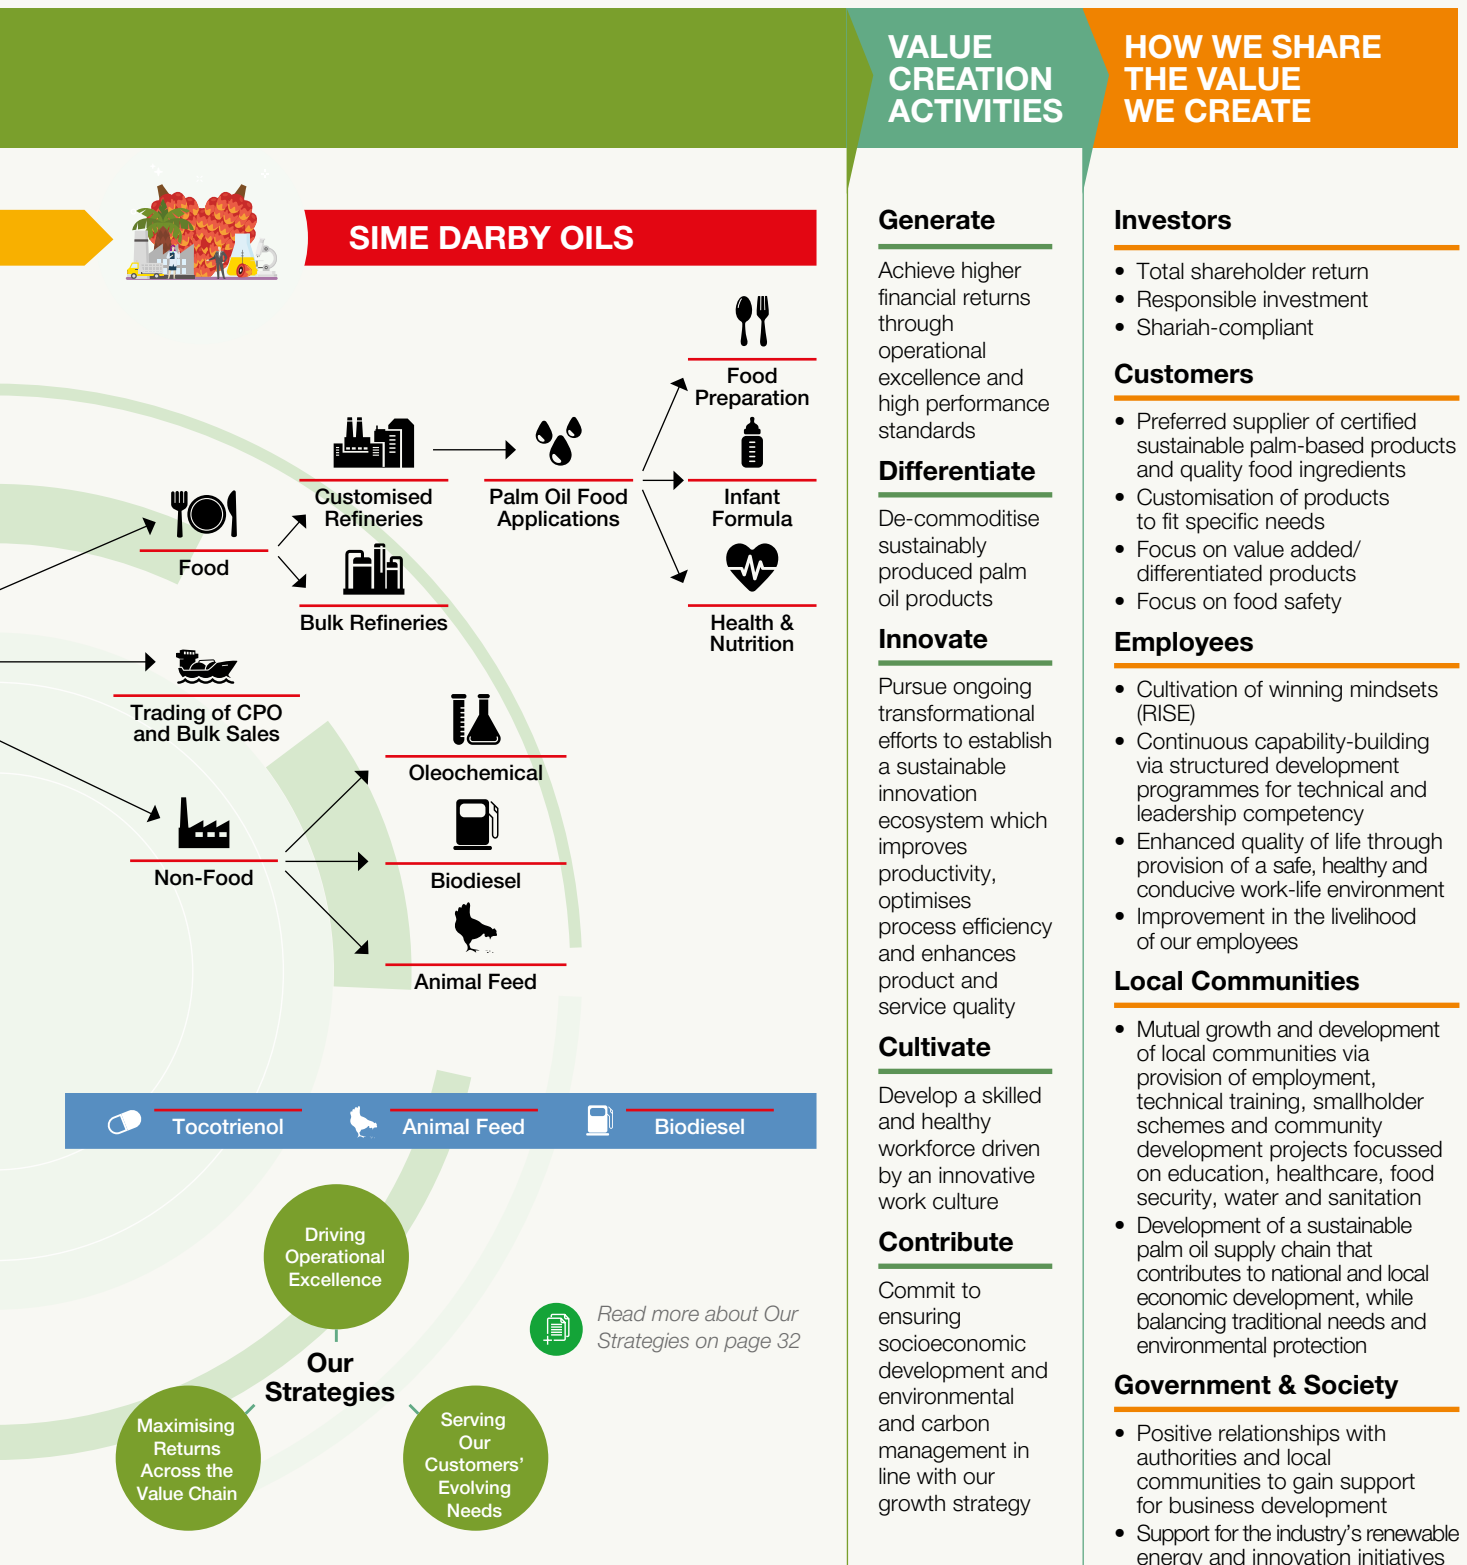 VALUE
CREATION
ACTIVITIES
HOW WE SHARE
THE VALUE
WE CREATE
SIME DARBY OILS
Food
Preparation
Customised
Refineries
Palm Oil Food
Applications
Infant
Formula
Food
Bulk Refineries
Health &
Nutrition
Trading of CPO
and Bulk Sales
Oleochemical
Non-Food
Biodiesel
Animal Feed
Tocotrienol
Animal Feed
Biodiesel
Driving
Operational
Excellence
Our
Strategies
Maximising
Returns
Across the
Value Chain
Serving
Our
Customers’
Evolving
Needs
Read more about Our
Strategies on page 32
Generate
Achieve higher
financial returns
through
operational
excellence and
high performance
standards
Differentiate
De-commoditise
sustainably
produced palm
oil products
Innovate
Pursue ongoing
transformational
efforts to establish
a sustainable
innovation
ecosystem which
improves
productivity,
optimises
process efficiency
and enhances
product and
service quality
Cultivate
Develop a skilled
and healthy
workforce driven
by an innovative
work culture
Contribute
Commit to
ensuring
socioeconomic
development and
environmental
and carbon
management in
line with our
growth strategy
Investors
• Total shareholder return
• Responsible investment
• Shariah-compliant
Customers
• Preferred supplier of certified
sustainable palm-based products
and quality food ingredients
• Customisation of products
to fit specific needs
• Focus on value added/
differentiated products
• Focus on food safety
Employees
• Cultivation of winning mindsets
(RISE)
• Continuous capability-building
via structured development
programmes for technical and
leadership competency
• Enhanced quality of life through
provision of a safe, healthy and
conducive work-life environment
• Improvement in the livelihood
of our employees
Local Communities
• Mutual growth and development
of local communities via
provision of employment,
technical training, smallholder
schemes and community
development projects focussed
on education, healthcare, food
security, water and sanitation
• Development of a sustainable
palm oil supply chain that
contributes to national and local
economic development, while
balancing traditional needs and
environmental protection
Government & Society
• Positive relationships with
authorities and local
communities to gain support
for business development
• Support for the industry’s renewable
energy and innovation initiatives